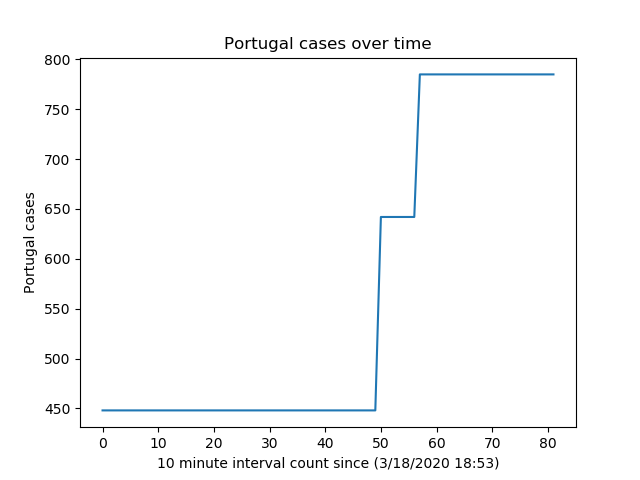 Portugal cases over time
Portugal cases
800
750
700
650
600
550
500
450
0 10 20 30 40 50 60 70 80
10 minute interval count since (3/18/2020 18:53)